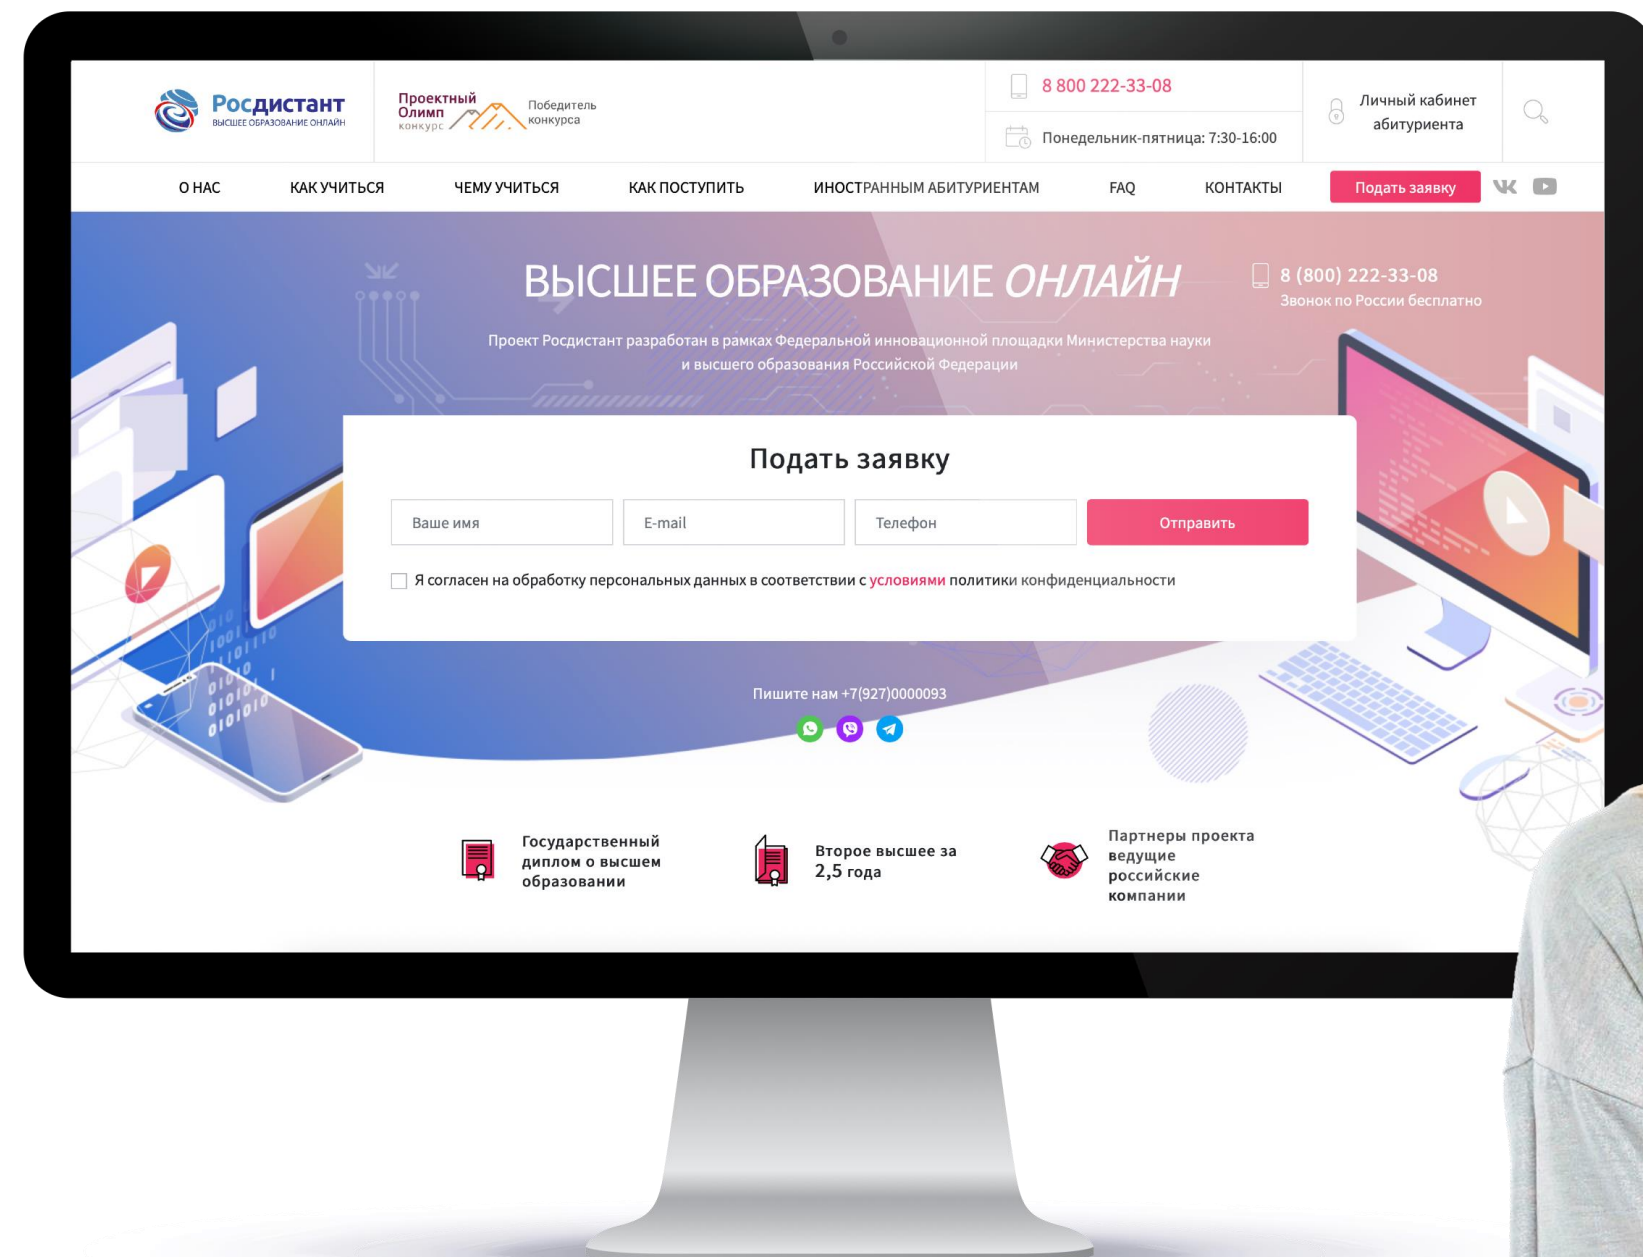 Росдистант
ВЫСШЕЕ ОБРАЗОВАНИЕ ОНЛАЙН
Проектный
Олимп
конкурс
Победитель
конкурса
8 800 222-33-08
Понедельник-пятница: 7:30-16:00
Личный кабинет
абитуриента
О НАС КАК УЧИТЬСЯ ЧЕМУ УЧИТЬСЯ КАК ПОСТУПИТЬ ИНОСТРАННЫМ АБИТУРИЕНТАМ FAQ КОНТАКТЫ Подать заявку
ВЫСШЕЕ ОБРАЗОВАНИЕ ОНЛАЙН
8 (800) 222-33-08
Звонок по России бесплатно
Проект Росдистант разработан в рамках Федеральной инновационной площадки Министерства науки
и высшего образования Российской Федерации
Подать заявку
Ваше имя E-mail Телефон Отправить
Я согласен на обработку персональных данных в соответствии с условиями политики конфиденциальности
010101
Пишите нам +7(927)0000093
Государственный
диплом о высшем
образовании
Второе высшее за
2,5 года
Партнеры проекта
ведущие
российские
компании